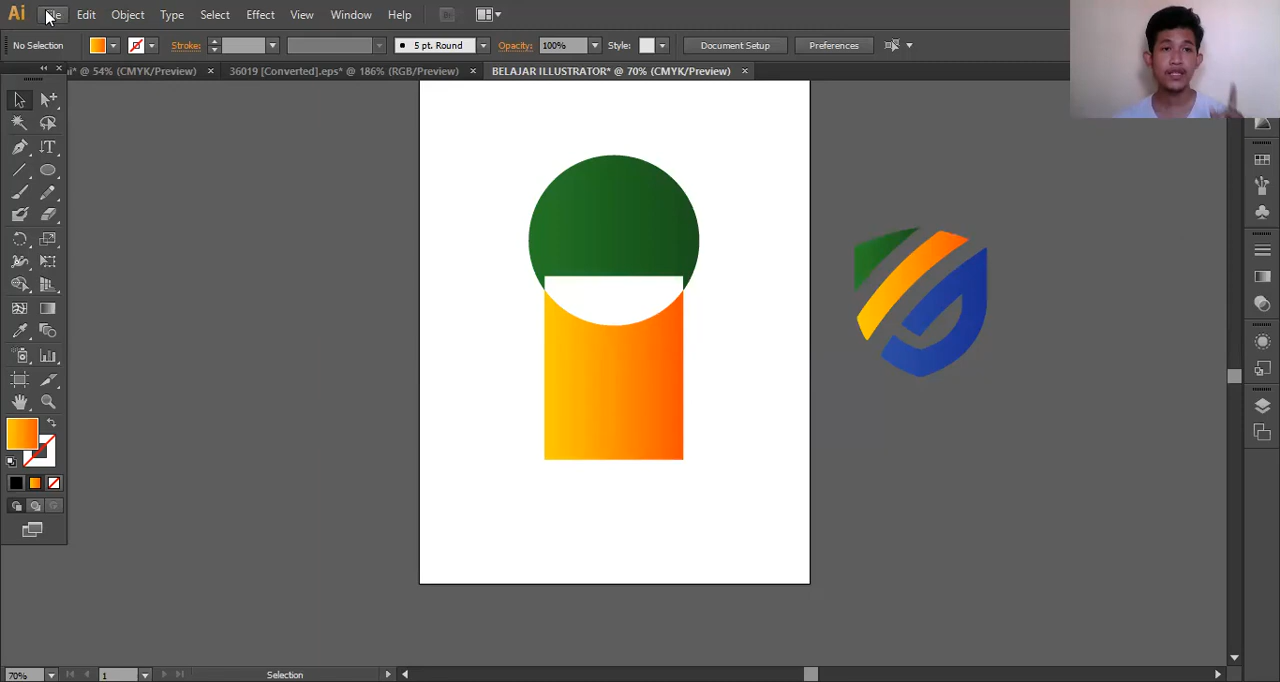 Ai File Edit Object Type Select Effect View Window Help
No Selection Stroke: 5 pt. Round Opacity: 100% Style: Document Setup Preferences
ai* @ 54% (CMYK/Preview) × 36019 [Converted].eps* @ 186% (RGB/Preview) × BELAJAR ILLUSTRATOR* @ 70% (CMYK/Preview) ×
70% 1 Selection